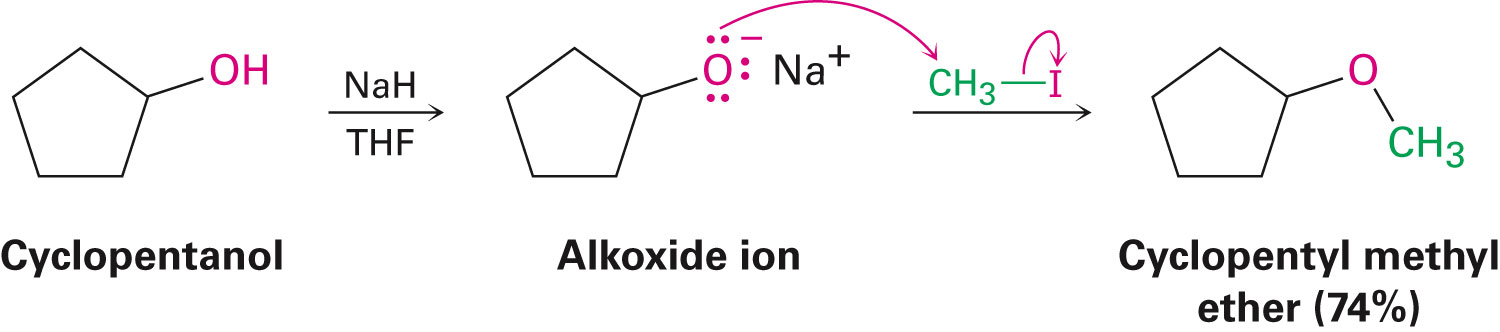 OH
NaH
THF
O:⁻ Na⁺
CH₃—I
O
CH₃
Cyclopentanol
Alkoxide ion
Cyclopentyl methyl
ether (74%)